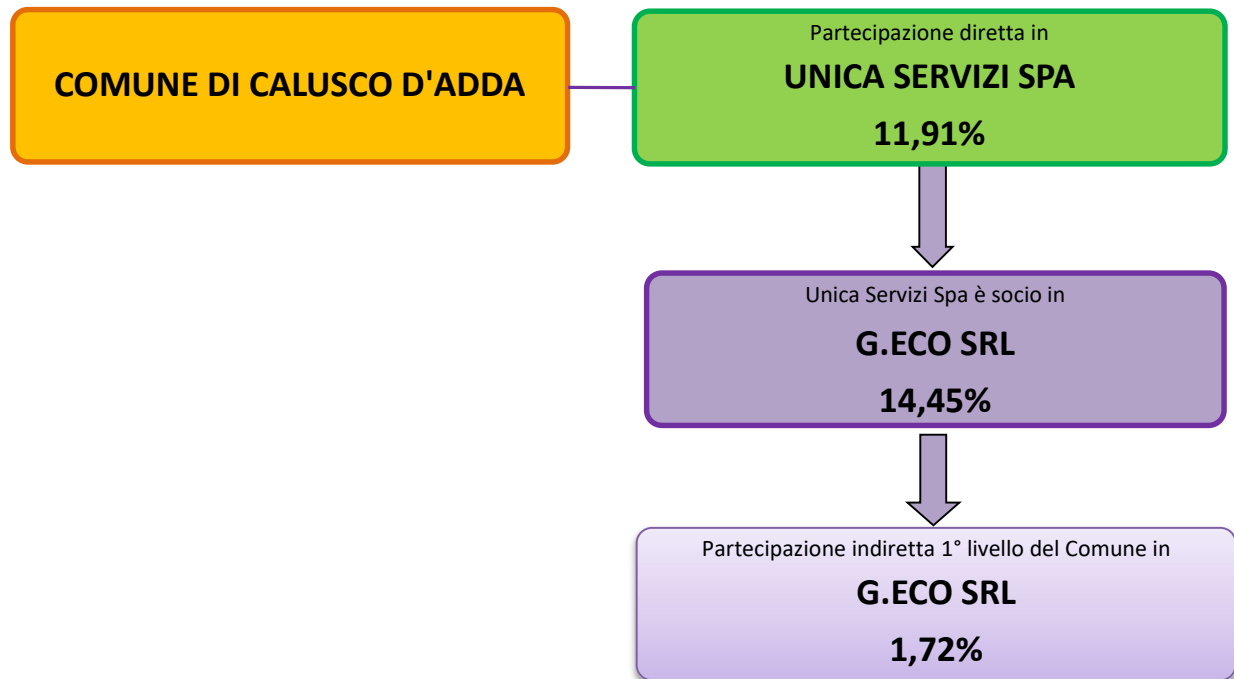 COMUNE DI CALUSCO D'ADDA
Partecipazione diretta in
UNICA SERVIZI SPA
11,91%
Unica Servizi Spa è socio in
G.ECO SRL
14,45%
Partecipazione indiretta 1° livello del Comune in
G.ECO SRL
1,72%